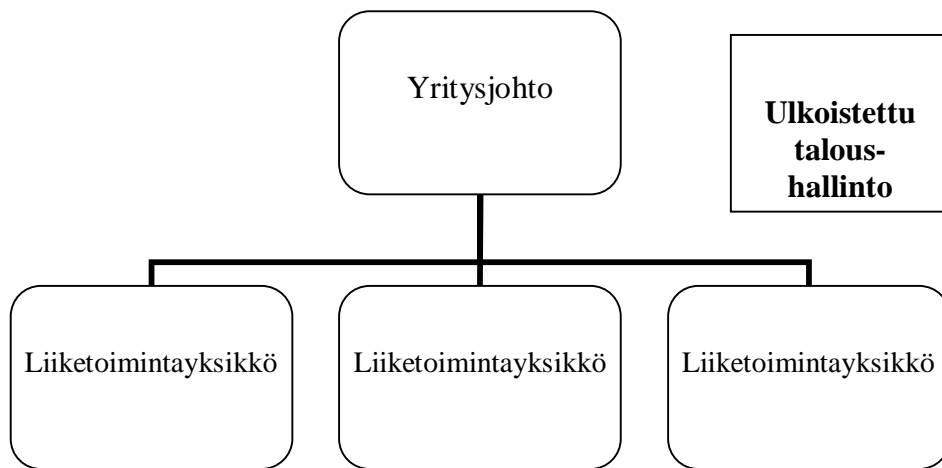 Yritysjohto
Ulkoistettu
talous-
hallinto
Liiketoimintayksikkö
Liiketoimintayksikkö
Liiketoimintayksikkö